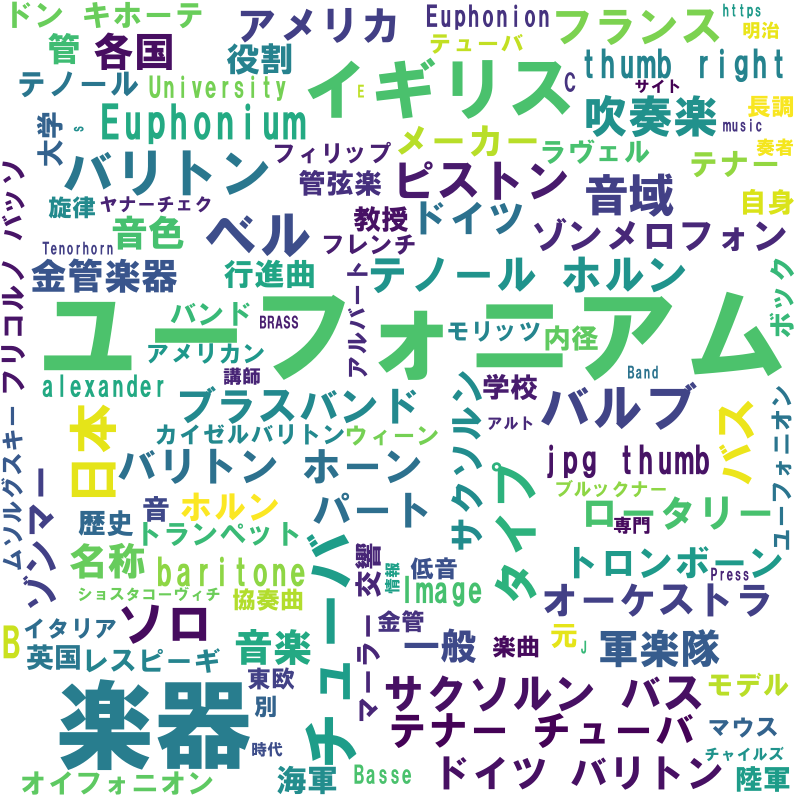 ドン キホーテ
アメリカ
Euphonion
フランス
https
明治
管
各国
役割
テューバ
thumb right
テノール
University
イギリス
E
C
サイト
長調
大学
s
Euphonium
メーカー
吹奏楽
music
奏者
バリトン
フィリップ
ラヴェル
テナー
管弦楽
ピストン
音域
自身
旋律
ヤナーチェク
教授
ドイツ
音色
ベル
フレンチ
ゾンメロフォン
Tenorhorn
金管楽器
行進曲
テノール ホルン
ボック
フリコルノ バッソ
ユーフォニアム
バンド
BRASS
アルバート
モリッツ
内径
アメリカン
講師
Band
alexander
学校
ブラスバンド
バルブ
アルト
日本
カイゼルバリトン
ウィーン
サクソルン
バス
ユーフォニオン
ムソルグスキー
バリトン ホーン
jpg thumb
ゾンマー
ホルン
音
パート
タイプ
ブルックナー
歴史
ロータリー
専門
トランペット
名称
baritone
チューバ
交響
低音
情報
トロンボーン
Press
ショスタコーヴィチ
協奏曲
Image
オーケストラ
B
イタリア
ソロ
金管
音楽
マーラー
一般
楽曲
元
J
軍楽隊
英国
レスピーギ
東欧
別
楽器
サクソルン バス
モデル
時代
テナー チューバ
マウス
チャイルズ
オイフォニオン
海軍
Basse
ドイツ バリトン
陸軍